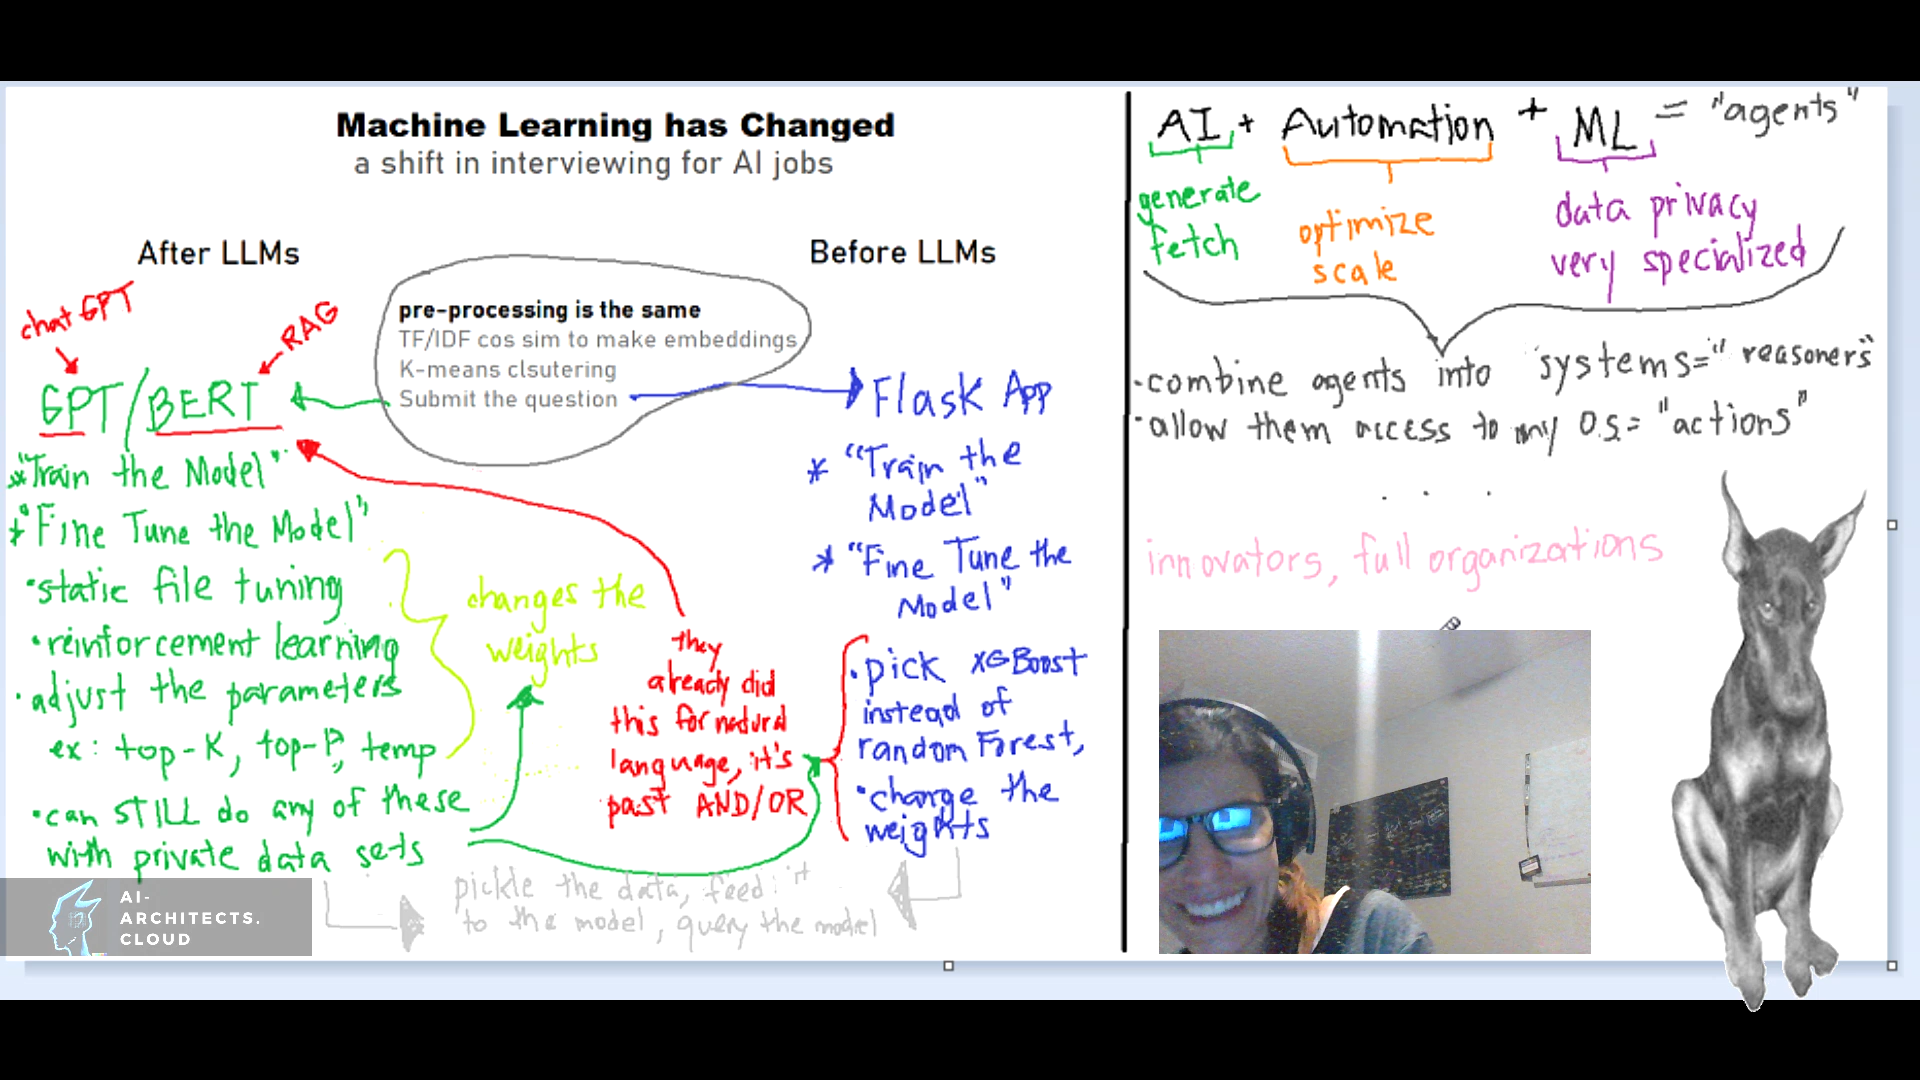 Machine Learning has Changed
a shift in interviewing for AI jobs
After LLMs
Before LLMs
chat GPT
RAG
pre-processing is the same
TF/IDF cos sim to make embeddings
K-means clsutering
Submit the question
GPT/BERT
Flask App
* "Train the Model"
* "Fine Tune the Model"
• static file tuning
• reinforcement learning
• adjust the parameters
ex: top-K, top-P, temp
• can STILL do any of these
with private data sets
changes the
weights
they
already did
this for natural
language, it's
past AND/OR
* "Train the
Model"
* "Fine Tune the
Model"
• pick XGBoost
instead of
random Forest,
• change the
weights
pickle the data, feed it
to the model, query the model
AI-
ARCHITECTS.
CLOUD
AI + Automation + ML = "agents"
generate
fetch
optimize
scale
data privacy
very specialized
• combine agents into systems = "reasoners"
• allow them access to my O.S. = "actions"
. . .
innovators, full organizations